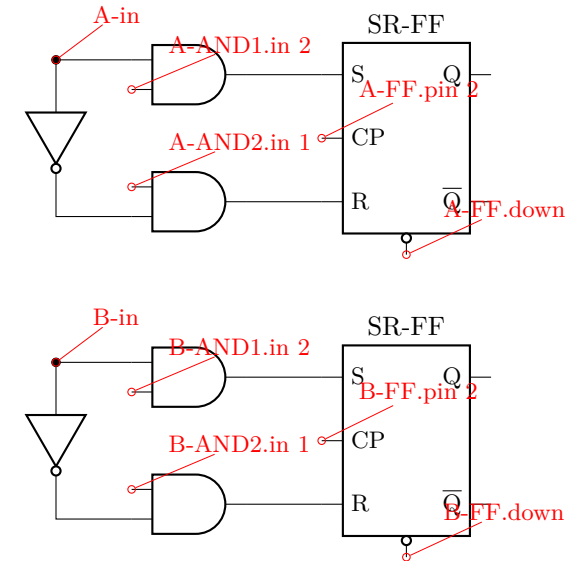 A-in
SR-FF
A-AND1.in 2
S
Q
A-FF.pin 2
CP
A-AND2.in 1
R
Q̅
A-FF.down
B-in
SR-FF
B-AND1.in 2
S
Q
B-FF.pin 2
CP
B-AND2.in 1
R
Q̅
B-FF.down